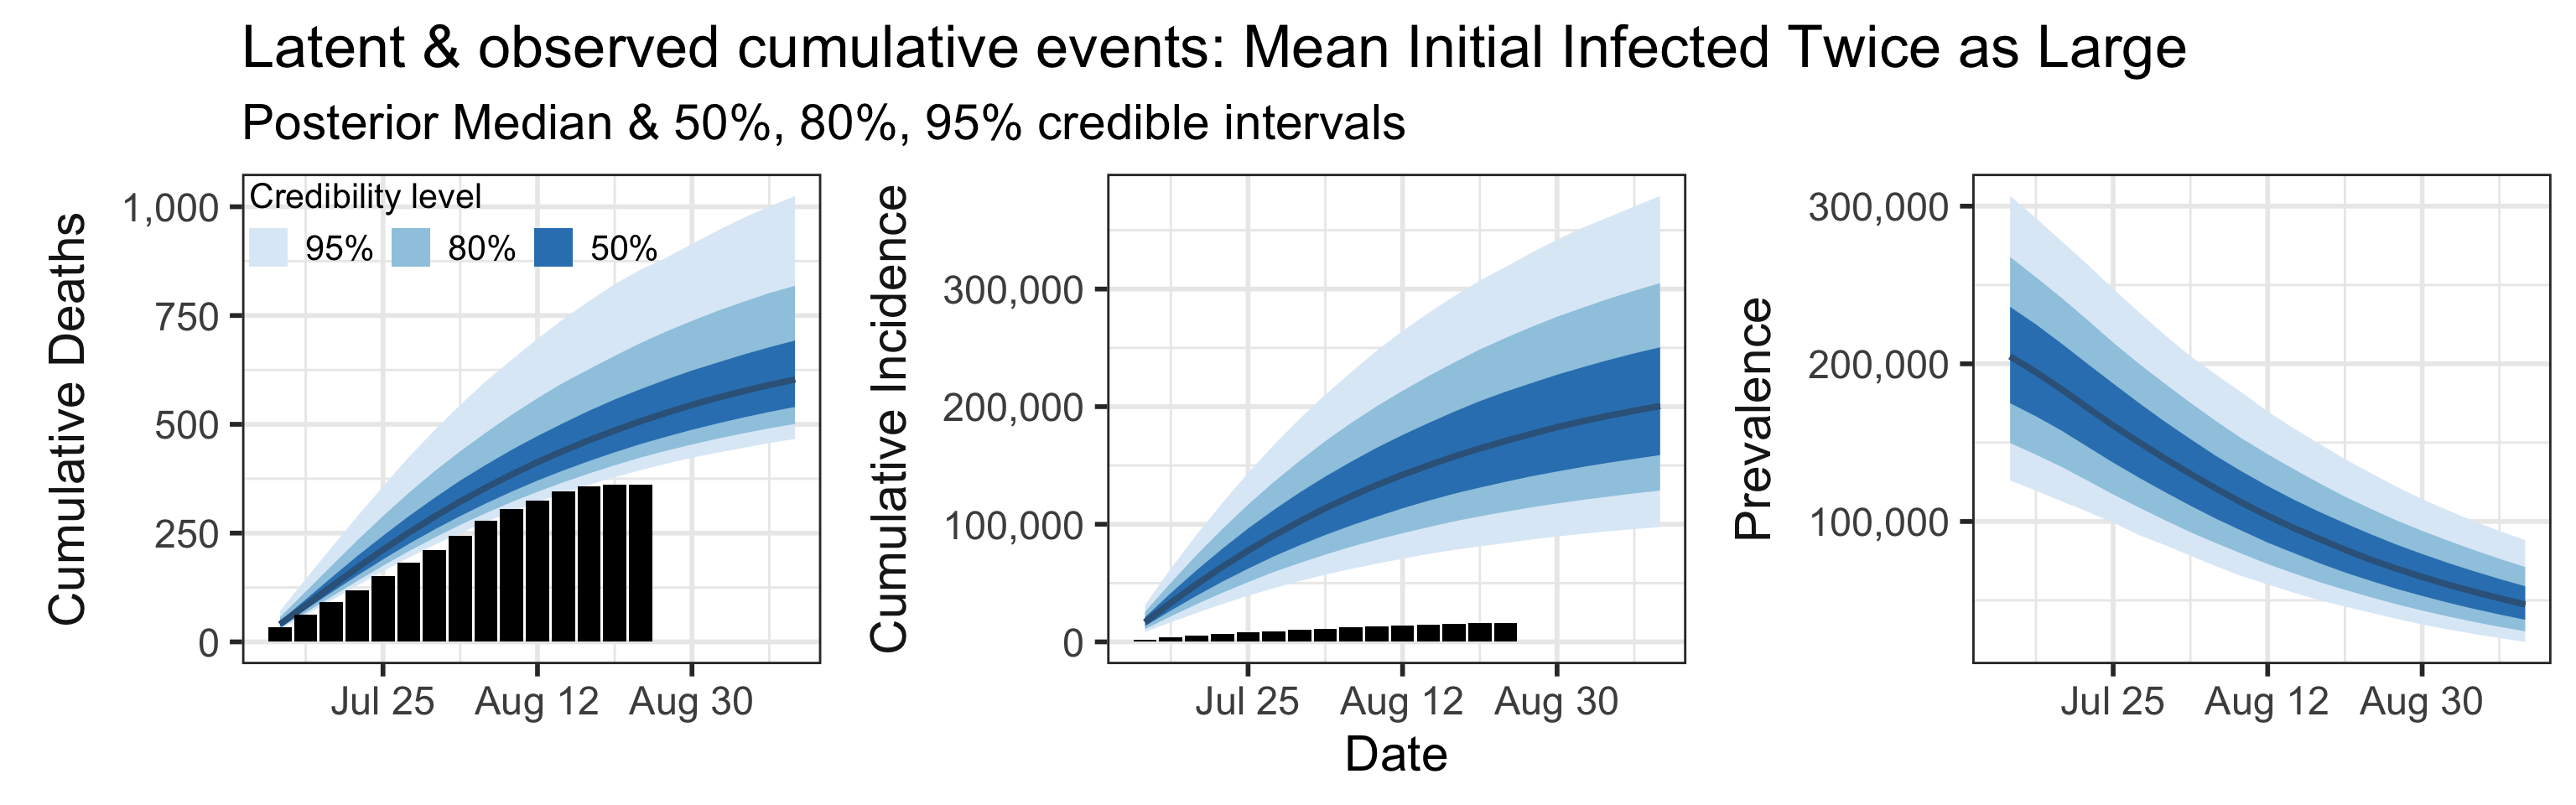 Latent & observed cumulative events: Mean Initial Infected Twice as Large
Posterior Median & 50%, 80%, 95% credible intervals
Cumulative Deaths
1,000
750
500
250
0
Credibility level
95% 80% 50%
Jul 25 Aug 12 Aug 30
Cumulative Incidence
300,000
200,000
100,000
0
Jul 25 Aug 12 Aug 30
Prevalence
300,000
200,000
100,000
Jul 25 Aug 12 Aug 30
Date